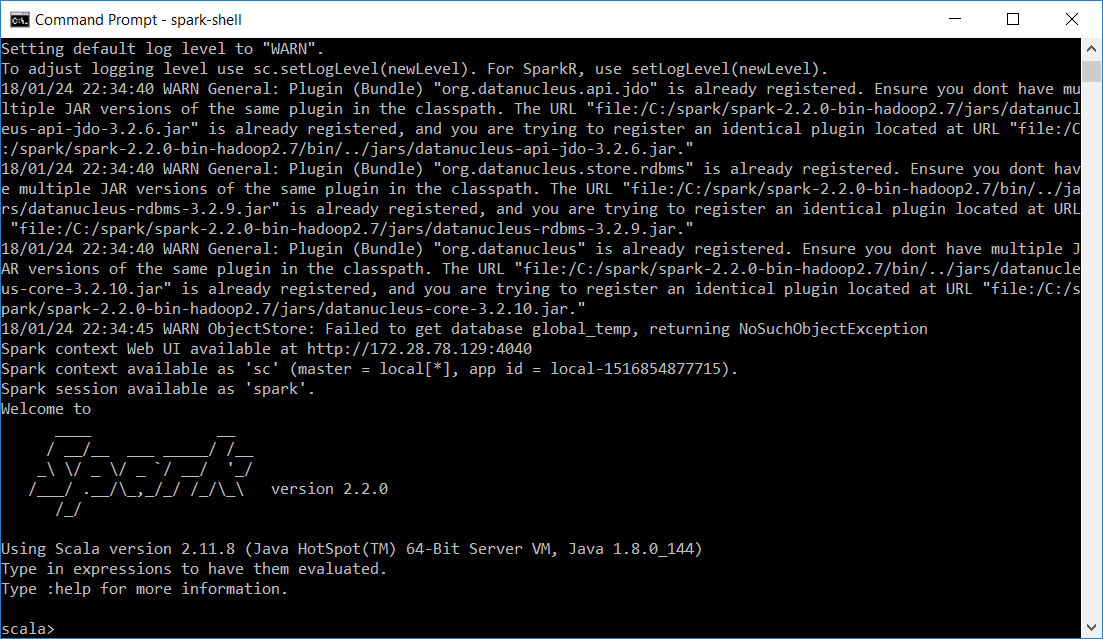 Command Prompt - spark-shell
Setting default log level to "WARN".
To adjust logging level use sc.setLogLevel(newLevel). For SparkR, use setLogLevel(newLevel).
18/01/24 22:34:40 WARN General: Plugin (Bundle) "org.datanucleus.api.jdo" is already registered. Ensure you dont have mu
ltiple JAR versions of the same plugin in the classpath. The URL "file:/C:/spark/spark-2.2.0-bin-hadoop2.7/jars/datanucl
eus-api-jdo-3.2.6.jar" is already registered, and you are trying to register an identical plugin located at URL "file:/C
:/spark/spark-2.2.0-bin-hadoop2.7/bin/../jars/datanucleus-api-jdo-3.2.6.jar."
18/01/24 22:34:40 WARN General: Plugin (Bundle) "org.datanucleus.store.rdbms" is already registered. Ensure you dont hav
e multiple JAR versions of the same plugin in the classpath. The URL "file:/C:/spark/spark-2.2.0-bin-hadoop2.7/bin/../ja
rs/datanucleus-rdbms-3.2.9.jar" is already registered, and you are trying to register an identical plugin located at URL
 "file:/C:/spark/spark-2.2.0-bin-hadoop2.7/jars/datanucleus-rdbms-3.2.9.jar."
18/01/24 22:34:40 WARN General: Plugin (Bundle) "org.datanucleus" is already registered. Ensure you dont have multiple J
AR versions of the same plugin in the classpath. The URL "file:/C:/spark/spark-2.2.0-bin-hadoop2.7/bin/../jars/datanucle
us-core-3.2.10.jar" is already registered, and you are trying to register an identical plugin located at URL "file:/C:/s
park/spark-2.2.0-bin-hadoop2.7/jars/datanucleus-core-3.2.10.jar."
18/01/24 22:34:45 WARN ObjectStore: Failed to get database global_temp, returning NoSuchObjectException
Spark context Web UI available at http://172.28.78.129:4040
Spark context available as 'sc' (master = local[*], app id = local-1516854877715).
Spark session available as 'spark'.
Welcome to
      ____              __
     / __/__  ___ _____/ /__
    _\ \/ _ \/ _ `/ __/  '_/
   /___/ .__/\_,_/_/ /_/\_\   version 2.2.0
      /_/
Using Scala version 2.11.8 (Java HotSpot(TM) 64-Bit Server VM, Java 1.8.0_144)
Type in expressions to have them evaluated.
Type :help for more information.
scala>